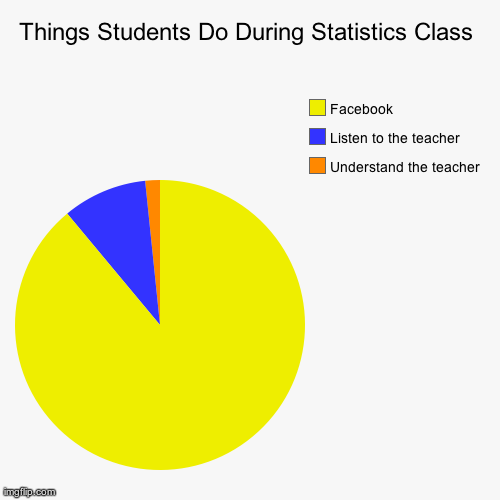 Things Students Do During Statistics Class
Facebook
Listen to the teacher
Understand the teacher
imgflip.com